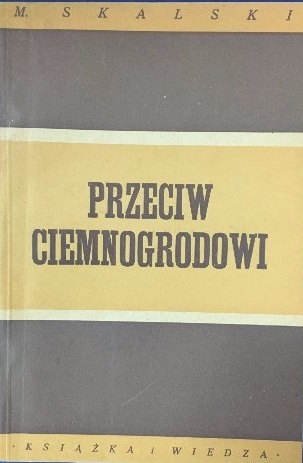 M. SKALSKI
PRZECIW
CIEMNOGRODOWI
· KSIĄŻKA i WIEDZA ·